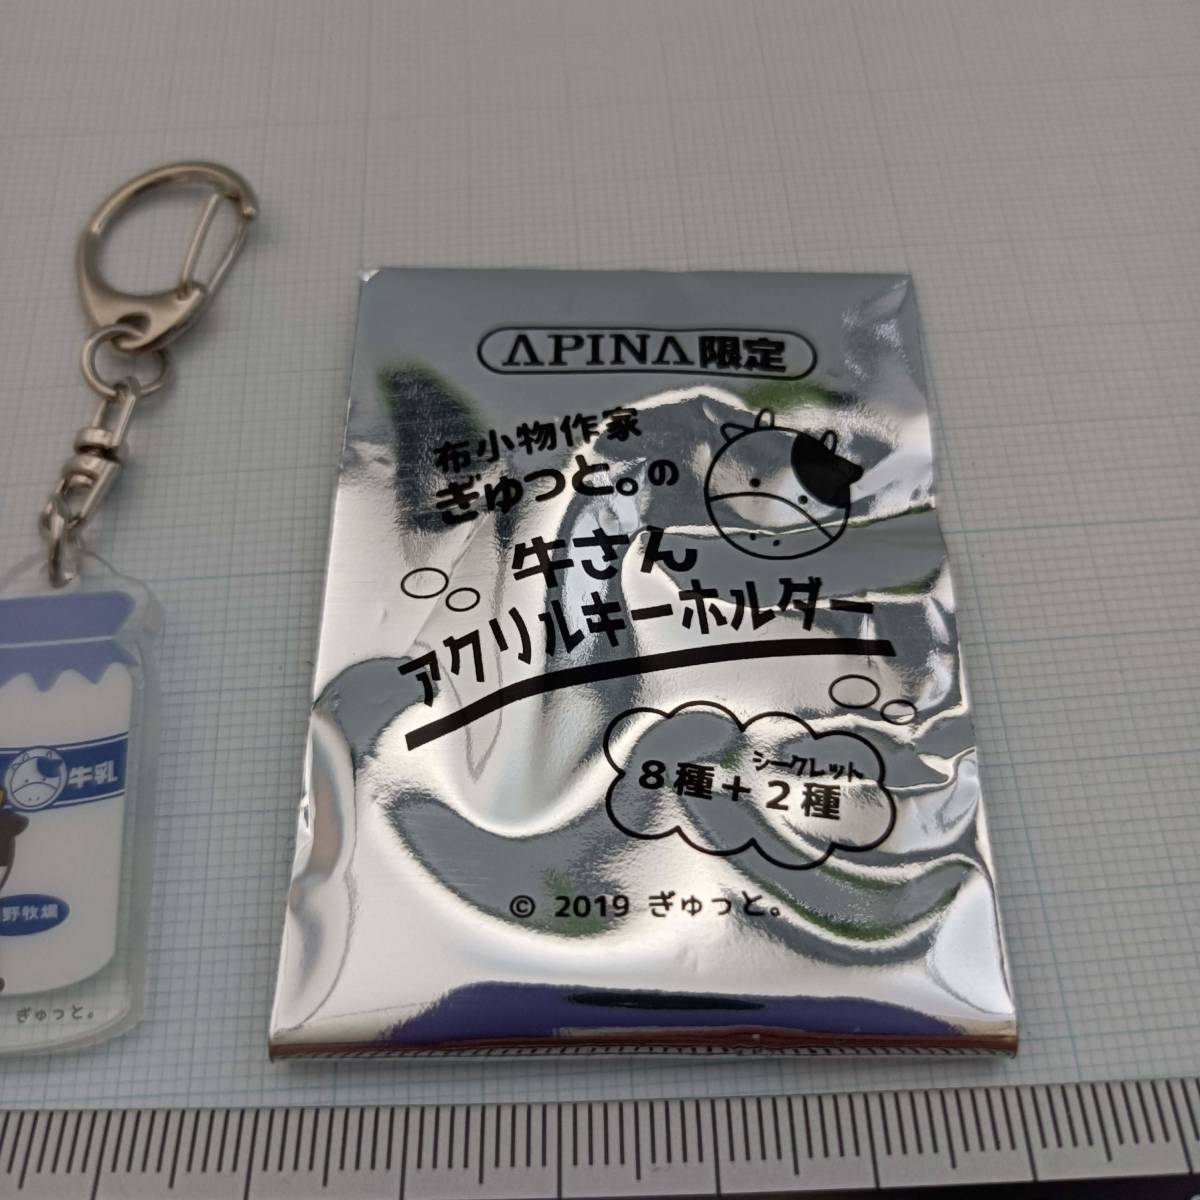 APINA限定
布小物作家
ぎゅっと。の
牛さん
アクリルキーホルダー
シークレット
8種+2種
© 2019 ぎゅっと。
牛乳
野牧場
ぎゅっと。